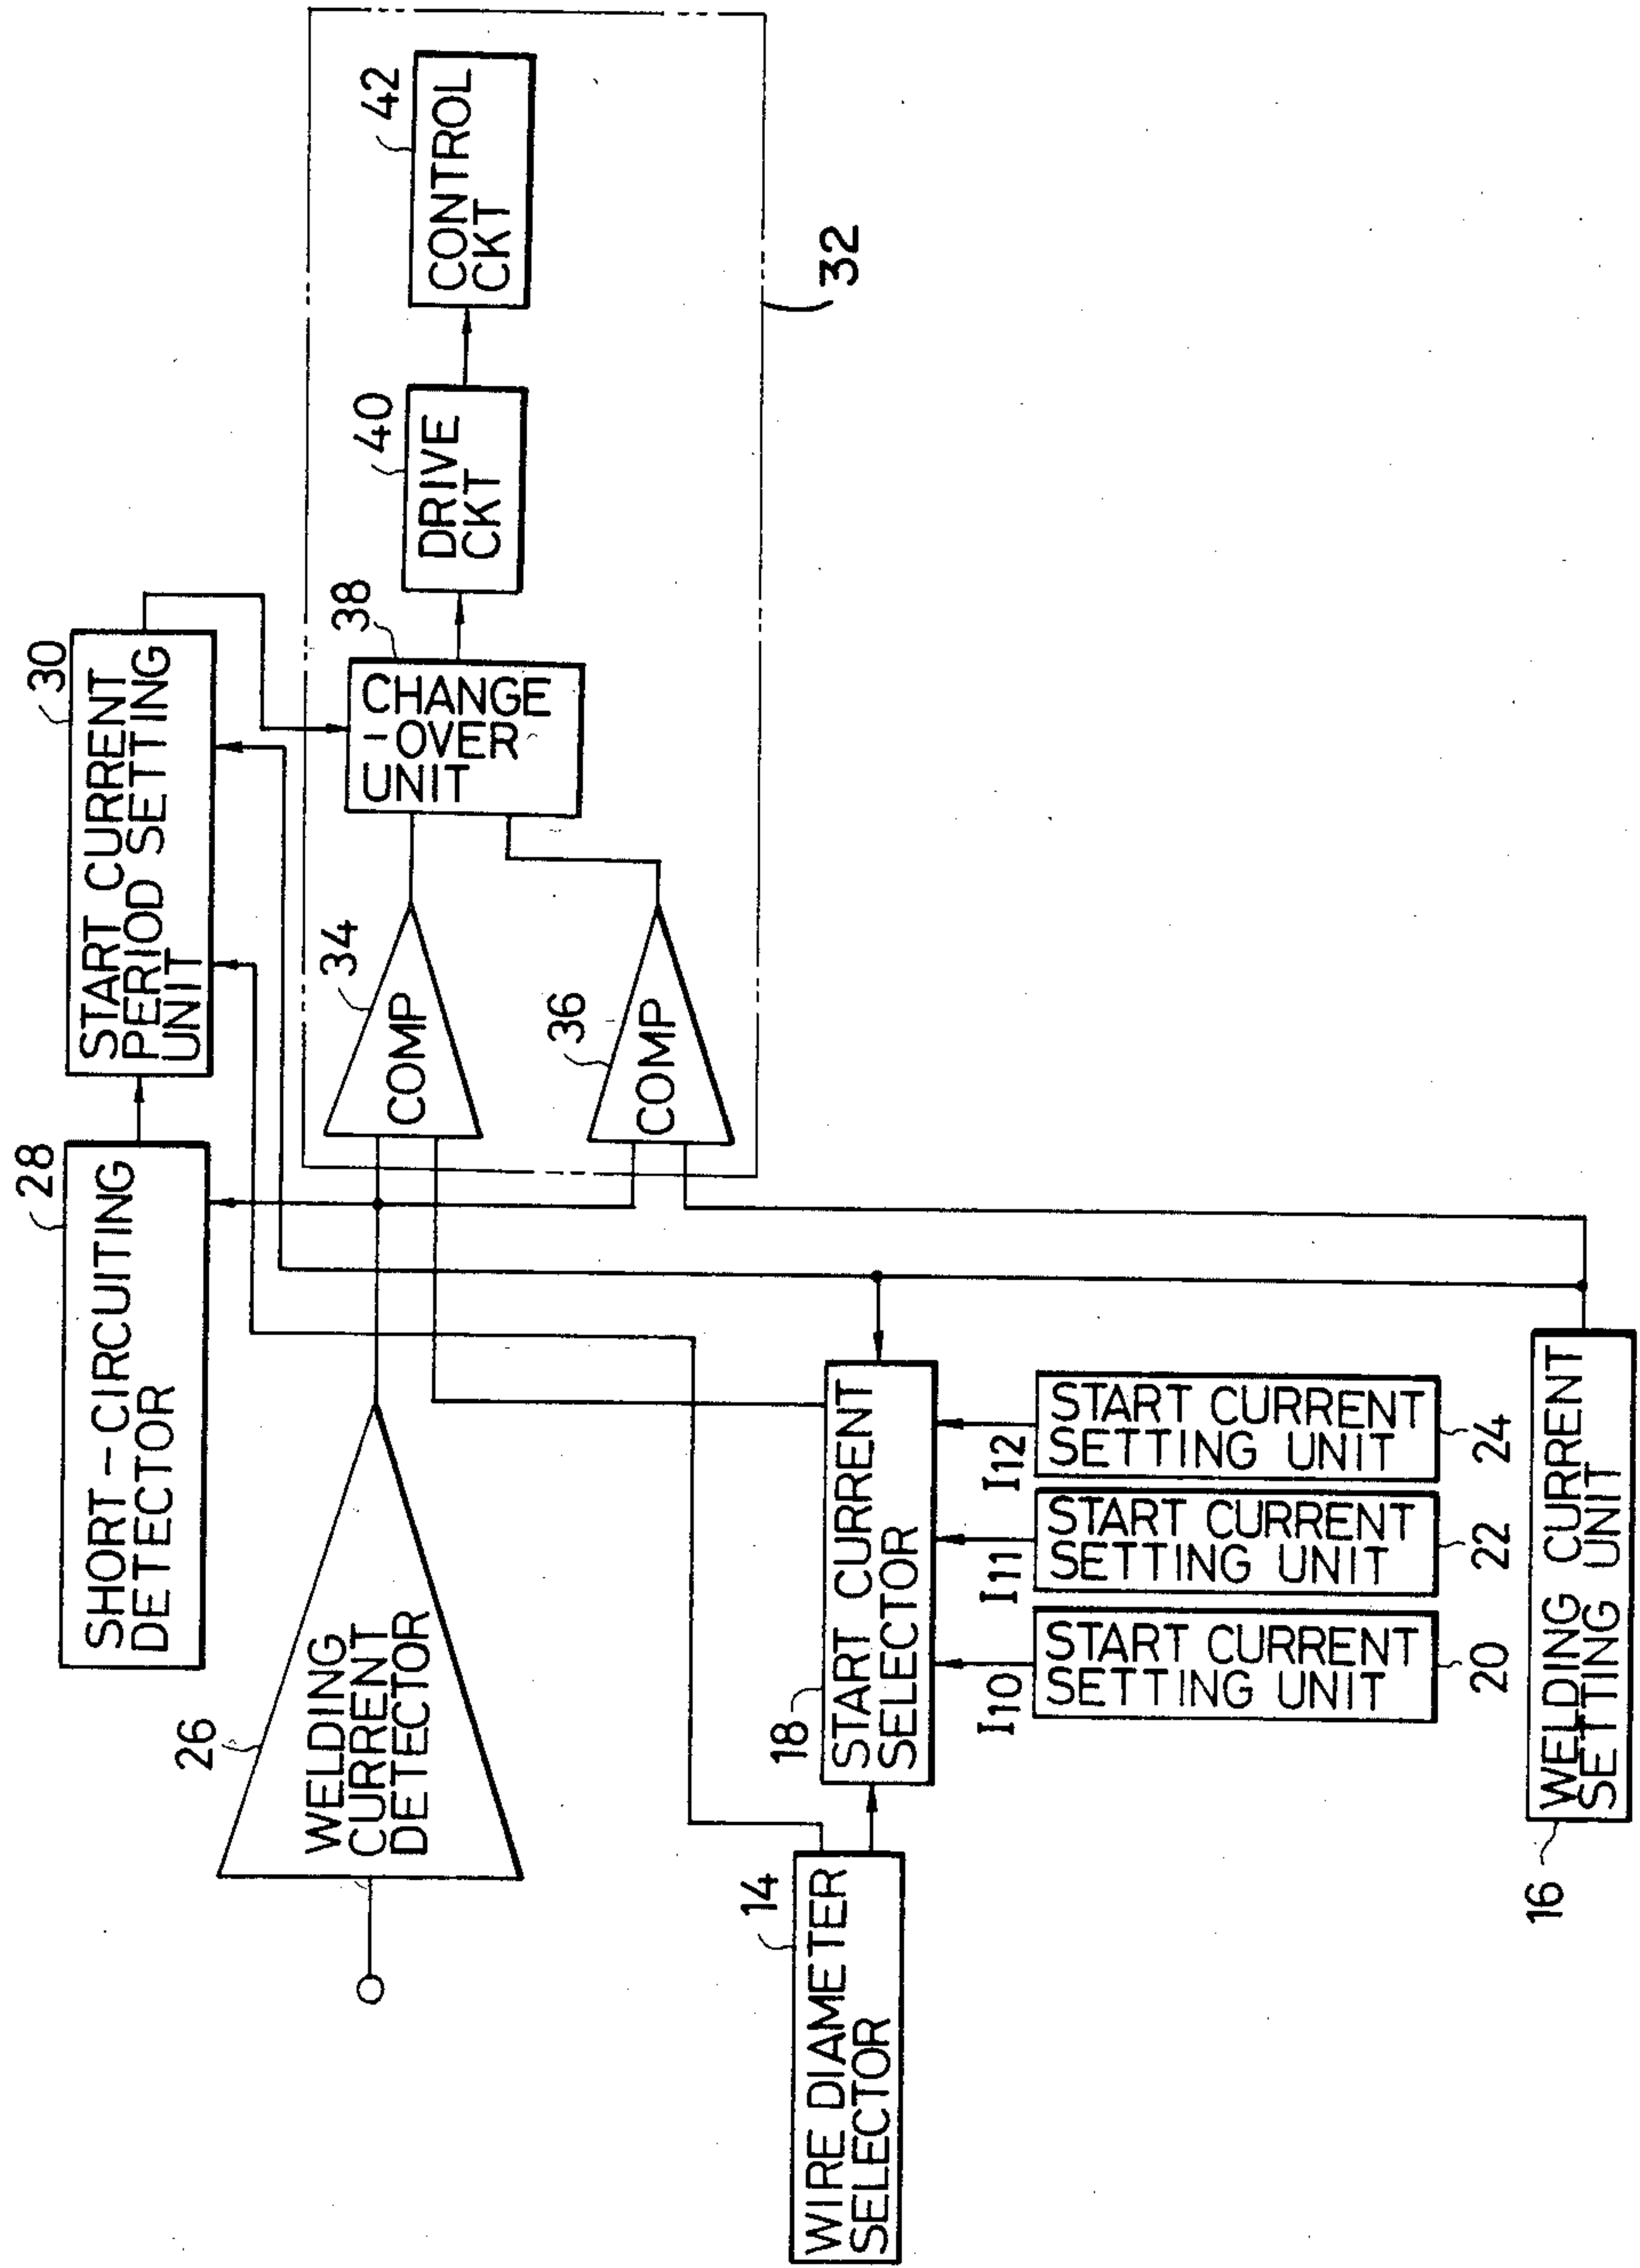 28
SHORT-CIRCUITING
DETECTOR
30
START CURRENT
PERIOD SETTING
UNIT
26
WELDING
CURRENT
DETECTOR
34
COMP
36
COMP
38
CHANGE
-OVER
UNIT
40
DRIVE
CKT
42
CONTROL
CKT
32
14
WIRE DIAMETER
SELECTOR
18
START CURRENT
SELECTOR
I10
I11
I12
START CURRENT
SETTING UNIT
20
START CURRENT
SETTING UNIT
22
START CURRENT
SETTING UNIT
24
16
WELDING CURRENT
SETTING UNIT